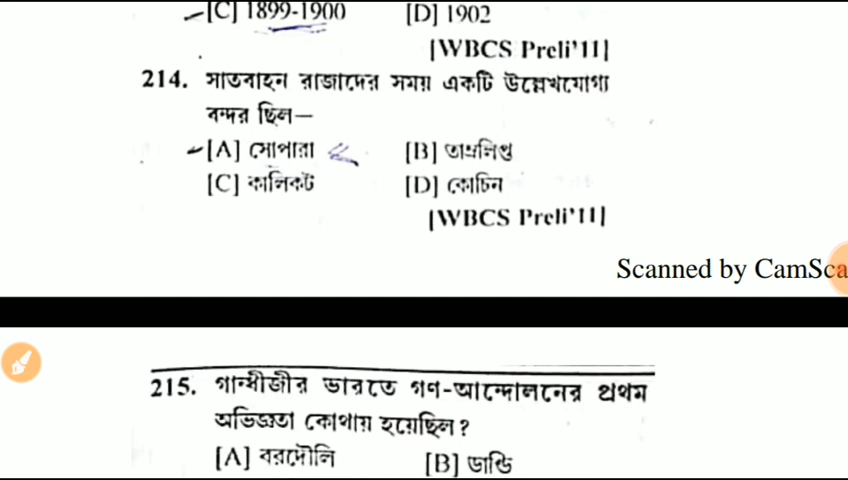 [C] 1899-1900 [D] 1902
[WBCS Preli'11]
214. সাতবাহন রাজাদের সময় একটি উল্লেখযোগ্য
বন্দর ছিল—
[A] সোপারা [B] তাম্রলিপ্ত
[C] কালিকট [D] কোচিন
[WBCS Preli'11]
Scanned by CamSca
215. গান্ধীজীর ভারতে গণ-আন্দোলনের প্রথম
অভিজ্ঞতা কোথায় হয়েছিল?
[A] বরদৌলি [B] ডান্ডি